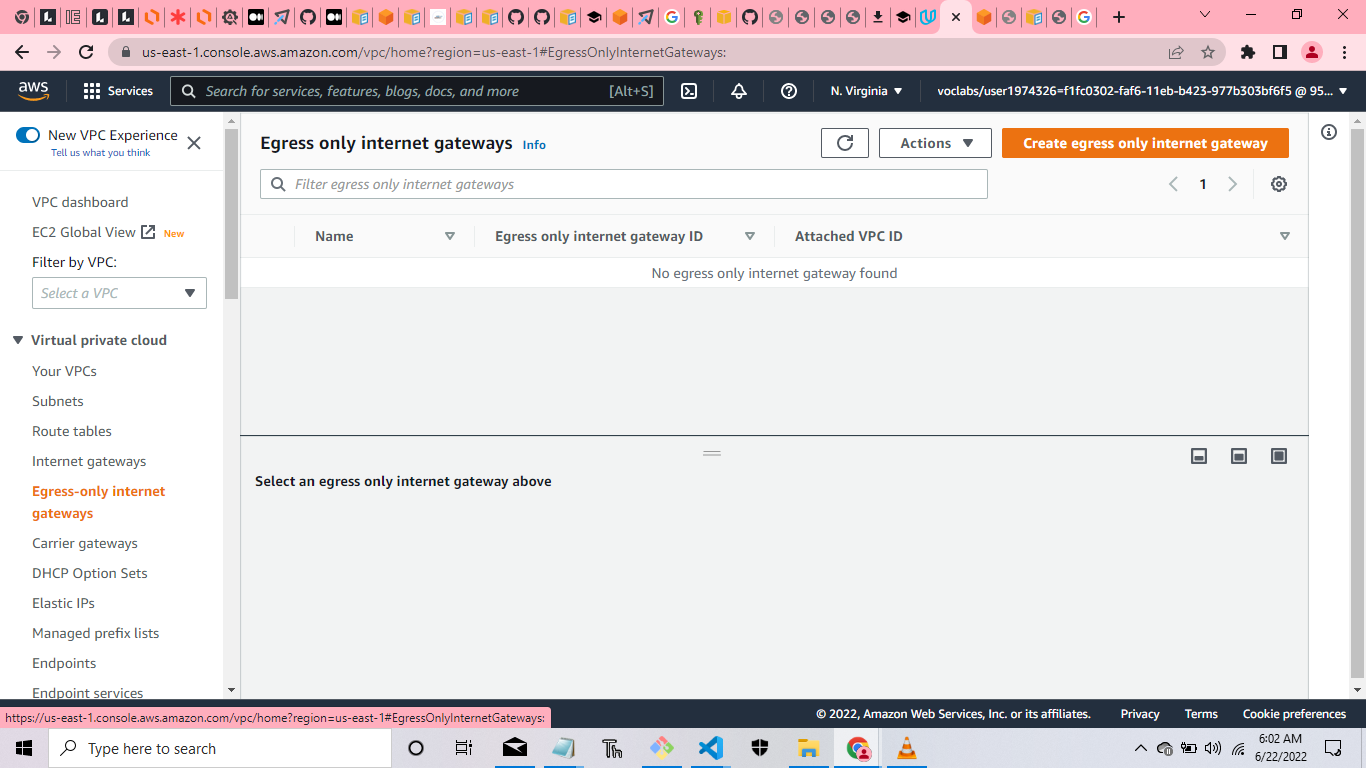 us-east-1.console.aws.amazon.com/vpc/home?region=us-east-1#EgressOnlyInternetGateways:
aws
Services
Search for services, features, blogs, docs, and more
[Alt+S]
N. Virginia
voclabs/user1974326=f1fc0302-faf6-11eb-b423-977b303bf6f5 @ 95...
New VPC Experience
Tell us what you think
VPC dashboard
EC2 Global View New
Filter by VPC:
Select a VPC
Virtual private cloud
Your VPCs
Subnets
Route tables
Internet gateways
Egress-only internet
gateways
Carrier gateways
DHCP Option Sets
Elastic IPs
Managed prefix lists
Endpoints
Endpoint services
Egress only internet gateways Info
Actions
Create egress only internet gateway
Filter egress only internet gateways
1
Name
Egress only internet gateway ID
Attached VPC ID
No egress only internet gateway found
Select an egress only internet gateway above
https://us-east-1.console.aws.amazon.com/vpc/home?region=us-east-1#EgressOnlyInternetGateways:
© 2022, Amazon Web Services, Inc. or its affiliates.
Privacy
Terms
Cookie preferences
Type here to search
6:02 AM
6/22/2022